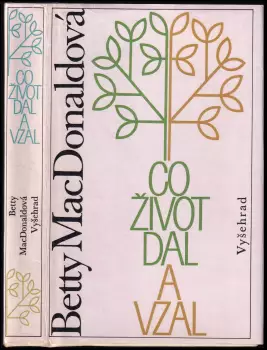 CO
ŽIVOT
DAL
A
VZAL
Betty
MacDonaldová
Vyšehrad
Betty MacDonaldová
CO
ŽIVOT
DAL
A
VZAL
Vyšehrad